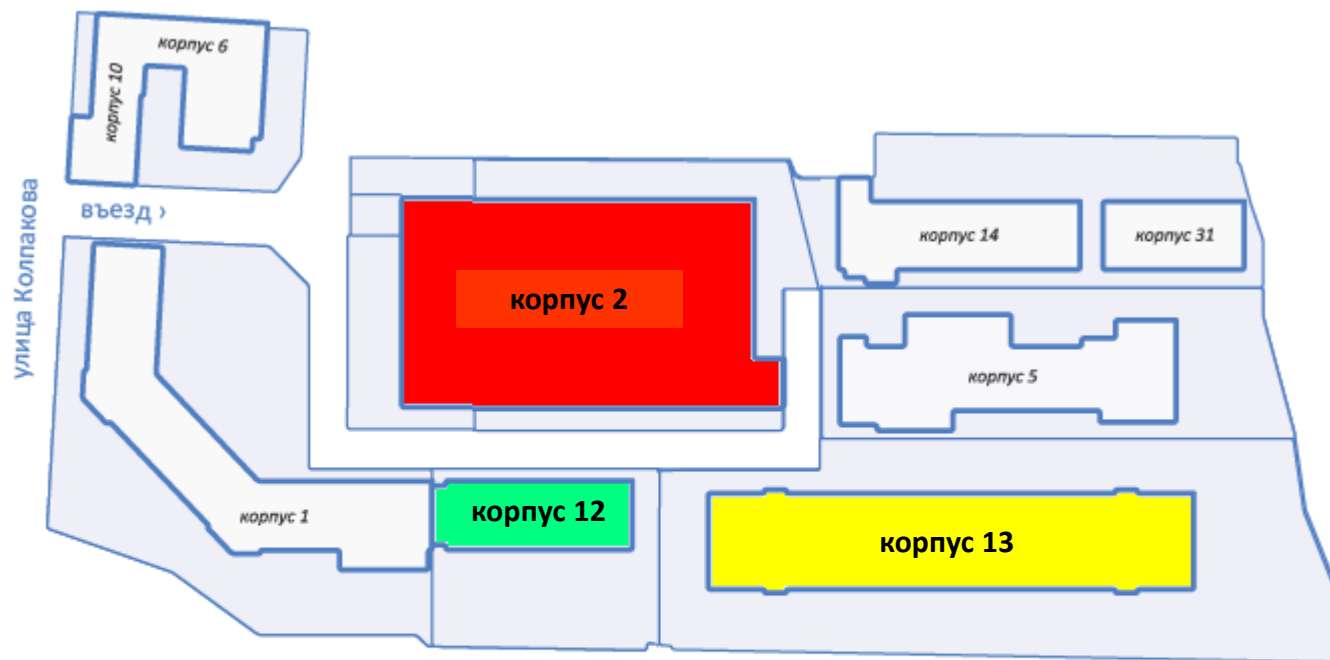 корпус 6
корпус 10
улица Колпакова
въезд ›
корпус 14
корпус 31
корпус 2
корпус 5
корпус 1
корпус 12
корпус 13